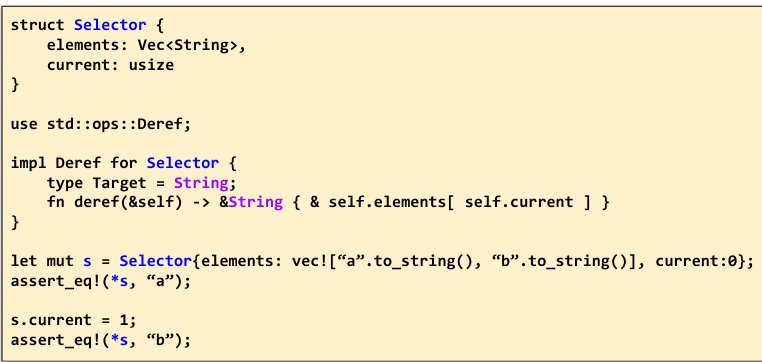 struct Selector {
    elements: Vec<String>,
    current: usize
}
use std::ops::Deref;
impl Deref for Selector {
    type Target = String;
    fn deref(&self) -> &String { & self.elements[ self.current ] }
}
let mut s = Selector{elements: vec![“a”.to_string(), “b”.to_string()], current:0};
assert_eq!(*s, “a”);
s.current = 1;
assert_eq!(*s, “b”);